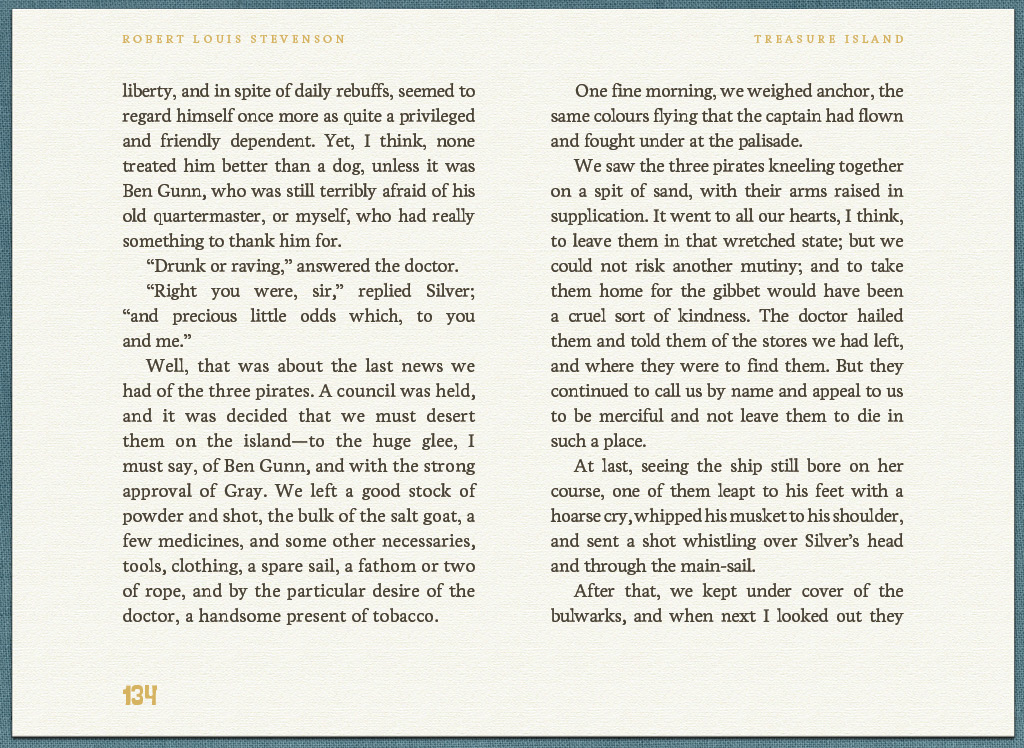 ROBERT LOUIS STEVENSON
liberty, and in spite of daily rebuffs, seemed to
regard himself once more as quite a privileged
and friendly dependent. Yet, I think, none
treated him better than a dog, unless it was
Ben Gunn, who was still terribly afraid of his
old quartermaster, or myself, who had really
something to thank him for.
“Drunk or raving,” answered the doctor.
“Right you were, sir,” replied Silver;
“and precious little odds which, to you
and me.”
Well, that was about the last news we
had of the three pirates. A council was held,
and it was decided that we must desert
them on the island—to the huge glee, I
must say, of Ben Gunn, and with the strong
approval of Gray. We left a good stock of
powder and shot, the bulk of the salt goat, a
few medicines, and some other necessaries,
tools, clothing, a spare sail, a fathom or two
of rope, and by the particular desire of the
doctor, a handsome present of tobacco.
134
TREASURE ISLAND
One fine morning, we weighed anchor, the
same colours flying that the captain had flown
and fought under at the palisade.
We saw the three pirates kneeling together
on a spit of sand, with their arms raised in
supplication. It went to all our hearts, I think,
to leave them in that wretched state; but we
could not risk another mutiny; and to take
them home for the gibbet would have been
a cruel sort of kindness. The doctor hailed
them and told them of the stores we had left,
and where they were to find them. But they
continued to call us by name and appeal to us
to be merciful and not leave them to die in
such a place.
At last, seeing the ship still bore on her
course, one of them leapt to his feet with a
hoarse cry, whipped his musket to his shoulder,
and sent a shot whistling over Silver’s head
and through the main-sail.
After that, we kept under cover of the
bulwarks, and when next I looked out they